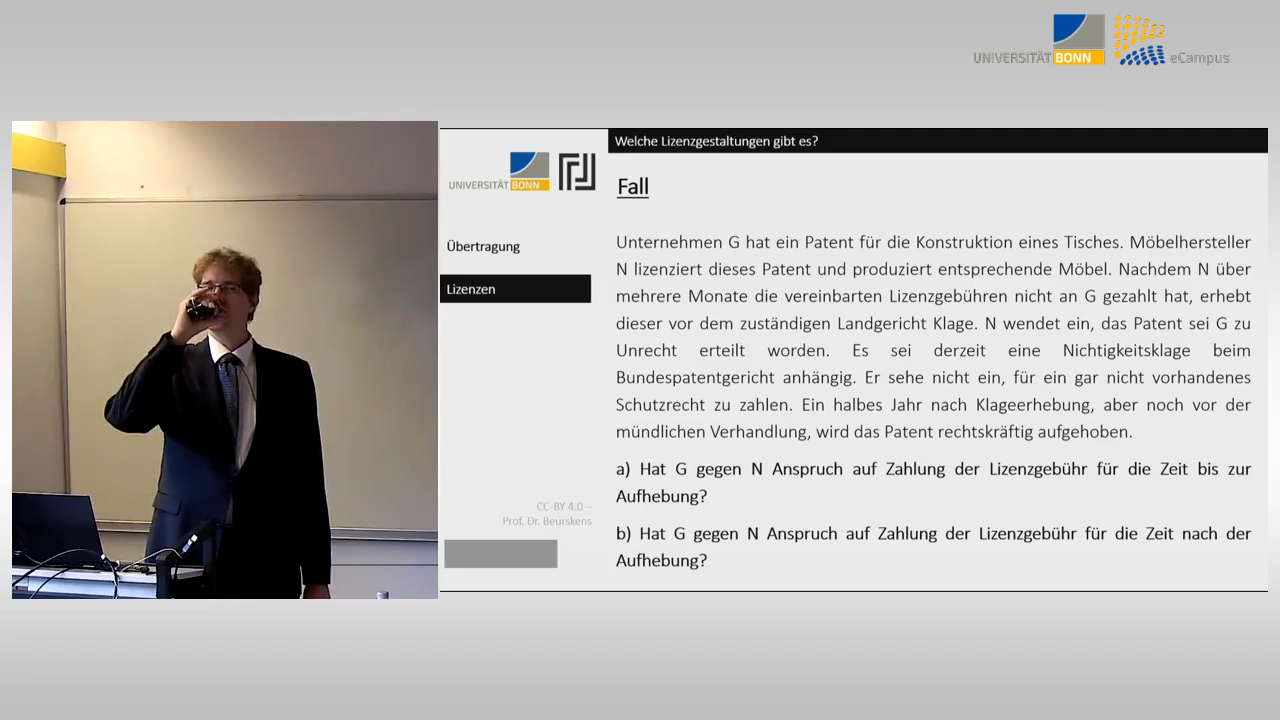 UNIVERSITÄT BONN eCampus
Welche Lizenzgestaltungen gibt es?
UNIVERSITÄT BONN
Fall
Übertragung
Lizenzen
Unternehmen G hat ein Patent für die Konstruktion eines Tisches. Möbelhersteller
N lizenziert dieses Patent und produziert entsprechende Möbel. Nachdem N über
mehrere Monate die vereinbarten Lizenzgebühren nicht an G gezahlt hat, erhebt
dieser vor dem zuständigen Landgericht Klage. N wendet ein, das Patent sei G zu
Unrecht erteilt worden. Es sei derzeit eine Nichtigkeitsklage beim
Bundespatentgericht anhängig. Er sehe nicht ein, für ein gar nicht vorhandenes
Schutzrecht zu zahlen. Ein halbes Jahr nach Klageerhebung, aber noch vor der
mündlichen Verhandlung, wird das Patent rechtskräftig aufgehoben.
a) Hat G gegen N Anspruch auf Zahlung der Lizenzgebühr für die Zeit bis zur
Aufhebung?
b) Hat G gegen N Anspruch auf Zahlung der Lizenzgebühr für die Zeit nach der
Aufhebung?
CC-BY 4.0 –
Prof. Dr. Beurskens